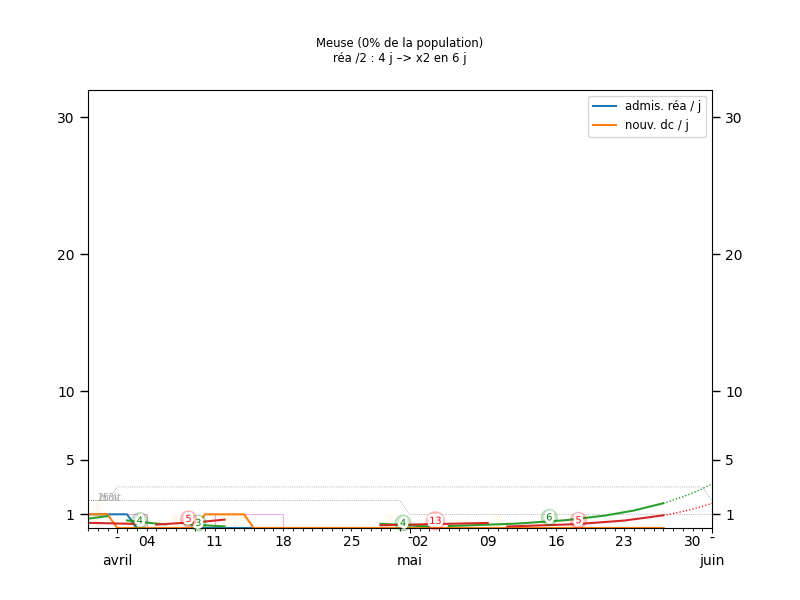 Meuse (0% de la population)
réa /2 : 4 j –> x2 en 6 j
admis. réa / j
nouv. dc / j
30 30
20 20
10 10
5 5
1 1
4 5 3 4 13 6 5
- 04 11 18 25 - 02 09 16 23 30 -
avril mai juin